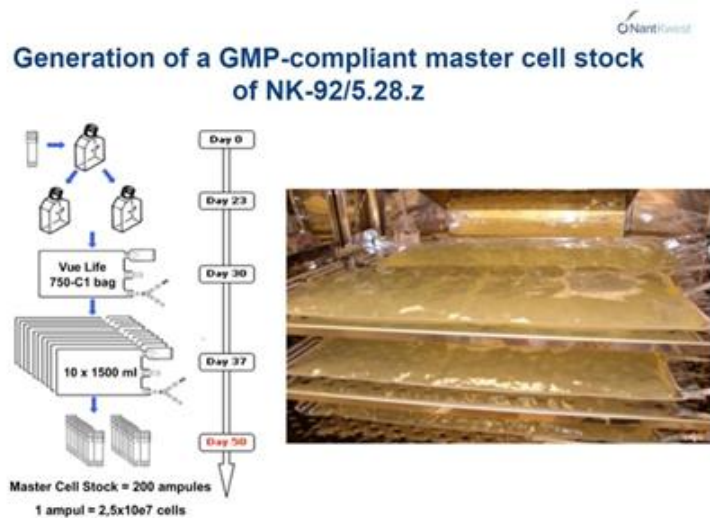 NantKwest
Generation of a GMP-compliant master cell stock
of NK-92/5.28.z
Day 0
Day 23
Vue Life
750-C1 bag
Day 30
10 x 1500 ml
Day 37
Day 50
Master Cell Stock = 200 ampules
1 ampul = 2,5x10e7 cells